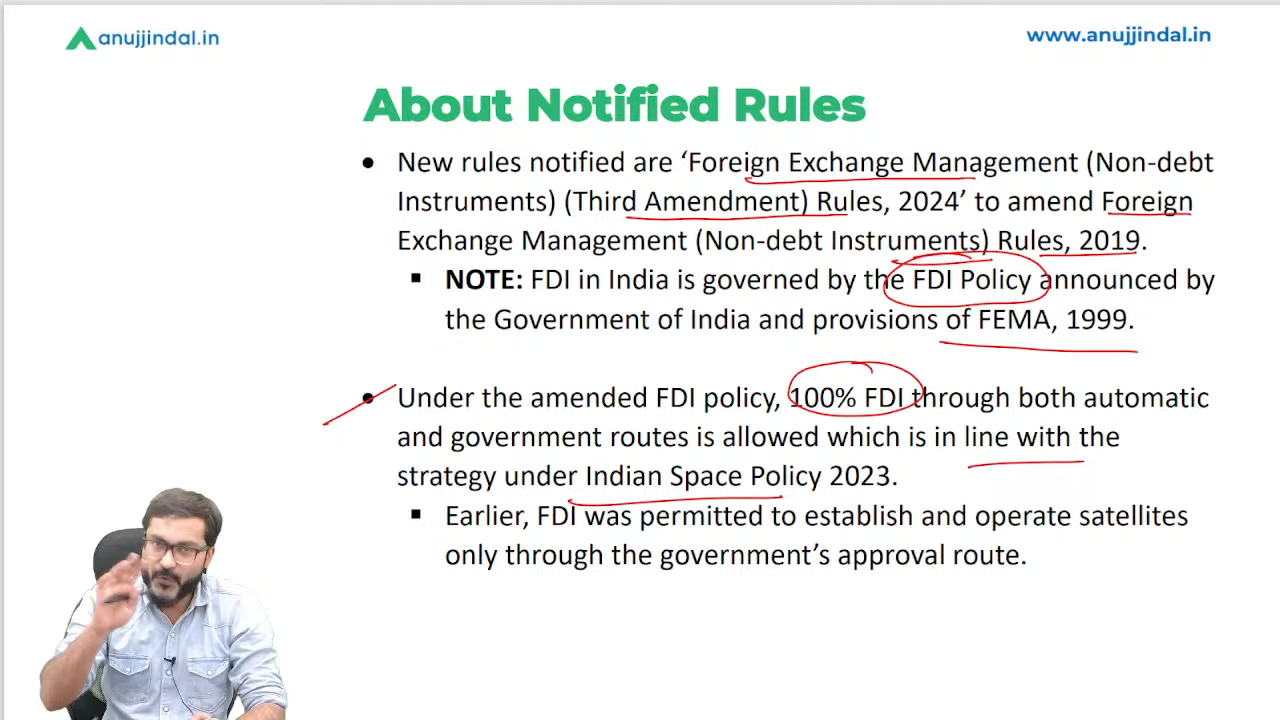 anujjindal.in
www.anujjindal.in
About Notified Rules
• New rules notified are ‘Foreign Exchange Management (Non-debt
Instruments) (Third Amendment) Rules, 2024’ to amend Foreign
Exchange Management (Non-debt Instruments) Rules, 2019.
▪ NOTE: FDI in India is governed by the FDI Policy announced by
the Government of India and provisions of FEMA, 1999.
• Under the amended FDI policy, 100% FDI through both automatic
and government routes is allowed which is in line with the
strategy under Indian Space Policy 2023.
▪ Earlier, FDI was permitted to establish and operate satellites
only through the government’s approval route.